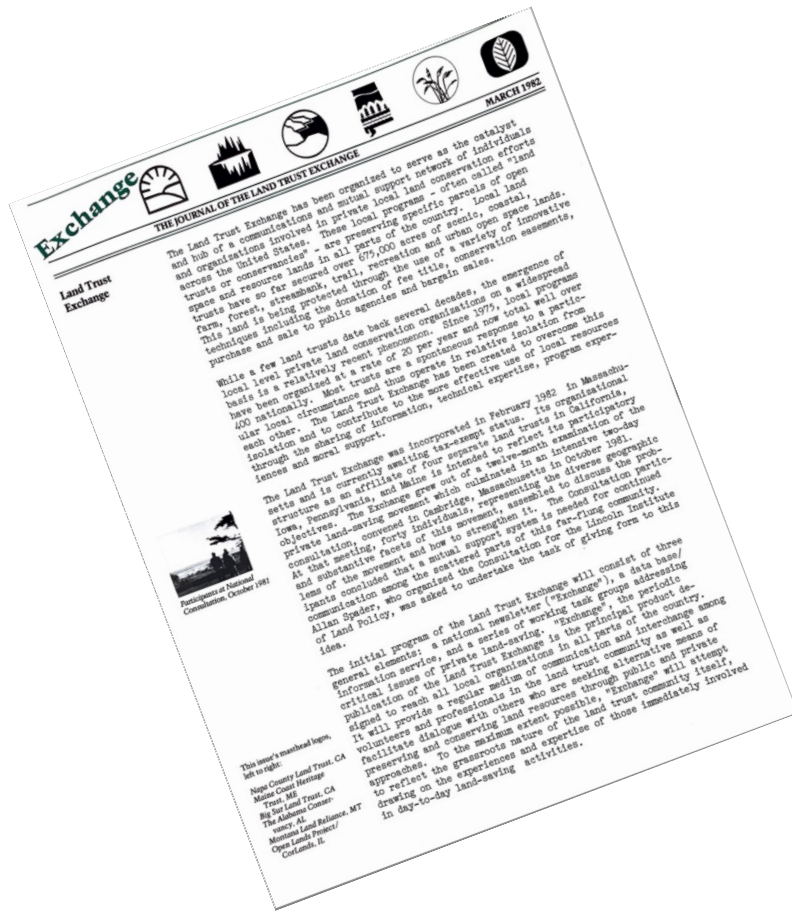 Exchange
THE JOURNAL OF THE LAND TRUST EXCHANGE
MARCH 1982
Land Trust
Exchange
The Land Trust Exchange has been organized to serve as the catalyst
and hub of a communications and mutual support network of individuals
and organizations involved in private local land conservation efforts
across the United States. These local programs - often called "land
trusts or conservancies" - are preserving specific parcels of open
space and resource lands in all parts of the country. Local land
trusts have so far secured over 675,000 acres of scenic, coastal,
farm, forest, streambank, trail, recreation and urban open space lands.
This land is being protected through the use of a variety of innovative
techniques including the donation of fee title, conservation easements,
purchase and sale to public agencies and bargain sales.
While a few land trusts date back several decades, the emergence of
local level private land conservation organizations on a widespread
basis is a relatively recent phenomenon. Since 1975, local programs
have been organized at a rate of 20 per year and now total well over
400 nationally. Most trusts are a spontaneous response to a partic-
ular local circumstance and thus operate in relative isolation from
each other. The Land Trust Exchange has been created to overcome this
isolation and to contribute to the more effective use of local resources
through the sharing of information, technical expertise, program exper-
iences and moral support.
The Land Trust Exchange was incorporated in February 1982 in Massachu-
setts and is currently awaiting tax-exempt status. Its organizational
structure as an affiliate of four separate land trusts in California,
Iowa, Pennsylvania, and Maine is intended to reflect its participatory
objectives. The Exchange grew out of a twelve-month examination of the
private land-saving movement which culminated in an intensive two-day
consultation, convened in Cambridge, Massachusetts in October 1981.
At that meeting, forty individuals, representing the diverse geographic
and substantive facets of this movement, assembled to discuss the prob-
lems of the movement and how to strengthen it. The Consultation partic-
ipants concluded that a mutual support system is needed for continued
communication among the scattered parts of this far-flung community.
Allan Spader, who organized the Consultation for the Lincoln Institute
of Land Policy, was asked to undertake the task of giving form to this
idea.
Participants at National
Consultation, October 1981
The initial program of the Land Trust Exchange will consist of three
general elements: a national newsletter ("Exchange"), a data base/
information service, and a series of working task groups addressing
critical issues of private land-saving. "Exchange", the periodic
publication of the Land Trust Exchange is the principal product de-
signed to reach all local organizations in all parts of the country.
It will provide a regular medium of communication and interchange among
volunteers and professionals in the land trust community as well as
facilitate dialogue with others who are seeking alternative means of
preserving and conserving land resources through public and private
approaches. To the maximum extent possible, "Exchange" will attempt
to reflect the grassroots nature of the land trust community itself,
drawing on the experiences and expertise of those immediately involved
in day-to-day land-saving activities.
This issue's masthead logos,
left to right:
Napa County Land Trust, CA
Maine Coast Heritage
Trust, ME
Big Sur Land Trust, CA
The Alabama Conser-
vancy, AL
Montana Land Reliance, MT
Open Lands Project/
CorLands, IL